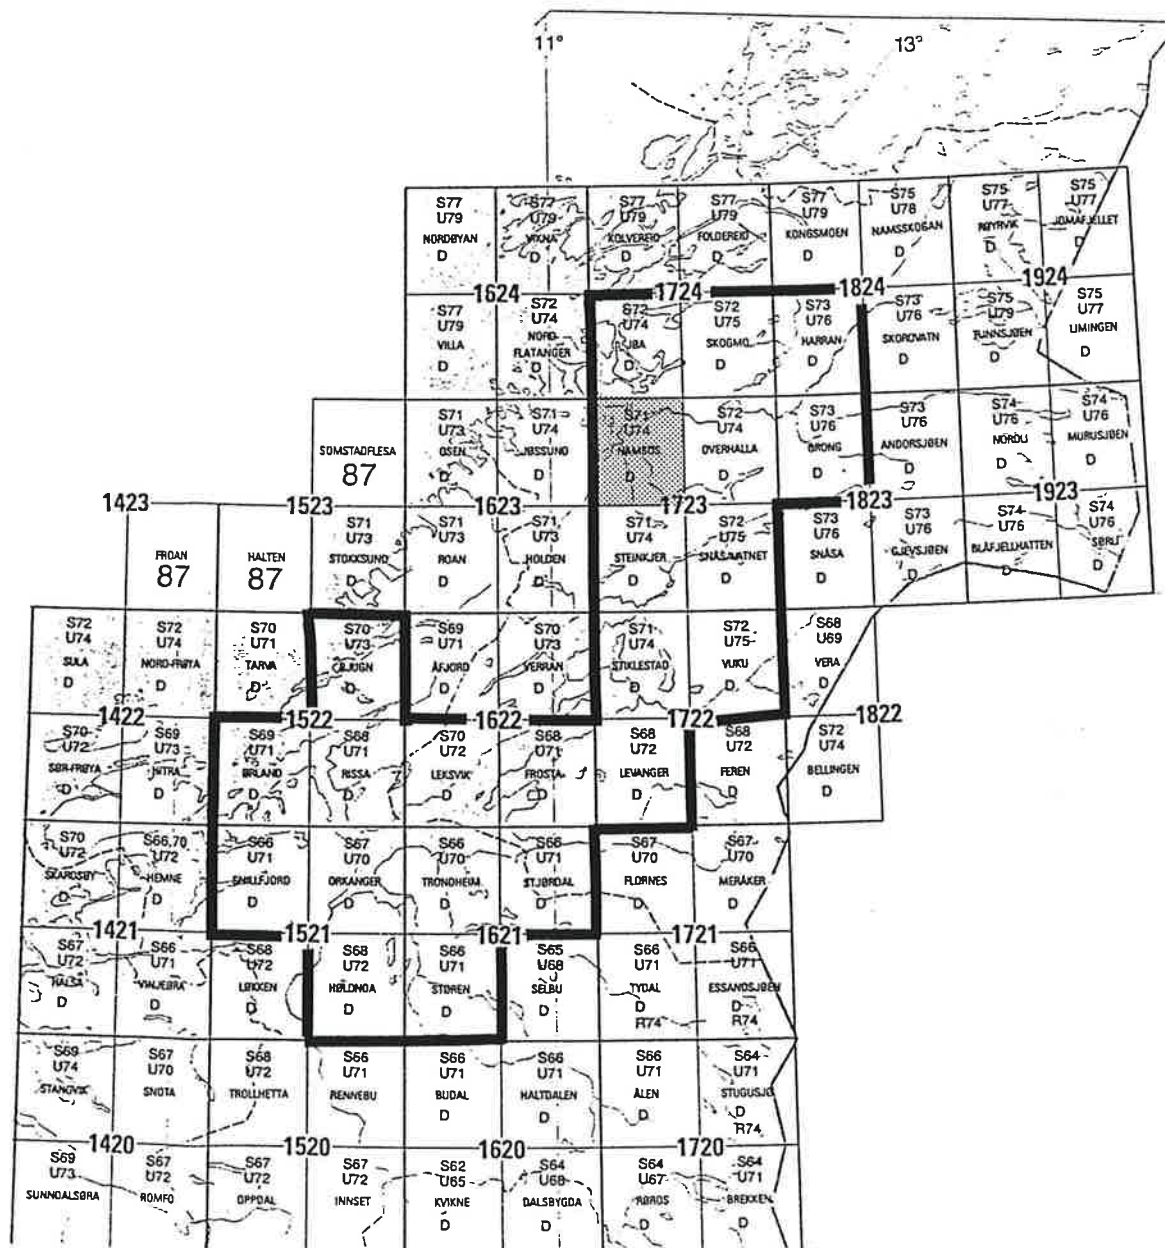 11°
13°
S77
U79
NORDØYAN
D
S77
U79
VIKNA
D
S77
U79
KOLVEREID
D
S77
U79
FOLDEREID
D
S77
U79
KONGSMOEN
D
S75
U78
NAMSSKOGAN
D
S75
U77
RØYRVIK
D
S75
U77
JOMAFJELLET
D
1624
1724
1824
1924
S77
U79
VILLA
D
S72
U74
NORD-
FLATANGER
D
S72
U74
JØA
D
S72
U75
SKOGMO
D
S73
U76
HARRAN
D
S73
U76
SKOROVATN
D
S75
U79
TUNNSJØEN
D
S75
U77
LIMINGEN
D
SOMSTADFLESA
87
S71
U73
OSEN
D
S71
U74
JØSSUND
D
S71
U74
NAMSOS
D
S72
U74
OVERHALLA
D
S73
U76
GRONG
D
S73
U76
ANDORSJØEN
D
S74
U76
NORDLI
D
S74
U76
MURUSJØEN
D
1423
1523
1623
1723
1823
1923
FROAN
87
HALTEN
87
S71
U73
STOKKSUND
D
S71
U73
ROAN
D
S71
U73
HOLDEN
D
S71
U74
STEINKJER
D
S72
U75
SNÅSAVATNET
D
S73
U76
SNÅSA
D
S73
U76
GJEVSJØEN
D
S74
U76
BLÅFJELLHATTEN
D
S74
U76
SØRLI
D
S72
U74
SULA
D
S72
U74
NORD-FRØYA
D
S70
U71
TARVA
D
S70
U73
BJUGN
D
S69
U71
ÅFJORD
D
S70
U73
VERRAN
D
S71
U74
STIKLESTAD
D
S72
U75
VUKU
D
S68
U69
VERA
D
1422
1522
1622
1722
1822
S70
U72
SØR-FRØYA
D
S69
U73
HITRA
D
S69
U71
ØRLAND
D
S68
U71
RISSA
D
S70
U72
LEKSVIK
D
S68
U71
FROSTA
D
S68
U72
LEVANGER
D
S68
U72
FEREN
D
S72
U74
BELLINGEN
D
S70
U72
SKARDSØY
D
S66,70
U72
HEMNE
D
S66
U71
SNILLFJORD
D
S67
U70
ORKANGER
D
S66
U70
TRONDHEIM
D
S66
U71
STJØRDAL
D
S67
U70
FLORNES
D
S67
U70
MERÅKER
D
1421
1521
1621
1721
S67
U72
HALSA
D
S66
U71
VINJEØRA
D
S68
U72
LØKKEN
D
S68
U72
HØLONDA
D
S66
U71
STØREN
D
S65
U68
SELBU
D
S66
U71
TYDAL
D
R74
S66
U71
ESSANDSJØEN
D
R74
S69
U74
STANGVIK
S67
U70
SNOTA
S68
U72
TROLLHETTA
S66
U71
RENNEBU
S66
U71
BUDAL
D
S66
U71
HALTDALEN
D
S66
U71
ÅLEN
D
S64
U71
STUGUSJØ
D
R74
1420
1520
1620
1720
S69
U73
SUNNDALSØRA
S67
U72
ROMFO
S67
U72
OPPDAL
S67
U72
INNSET
S62
U65
KVIKNE
D
S64
U68
DALSBYGDA
D
S64
U67
RØROS
D
S64
U71
BREKKEN
D